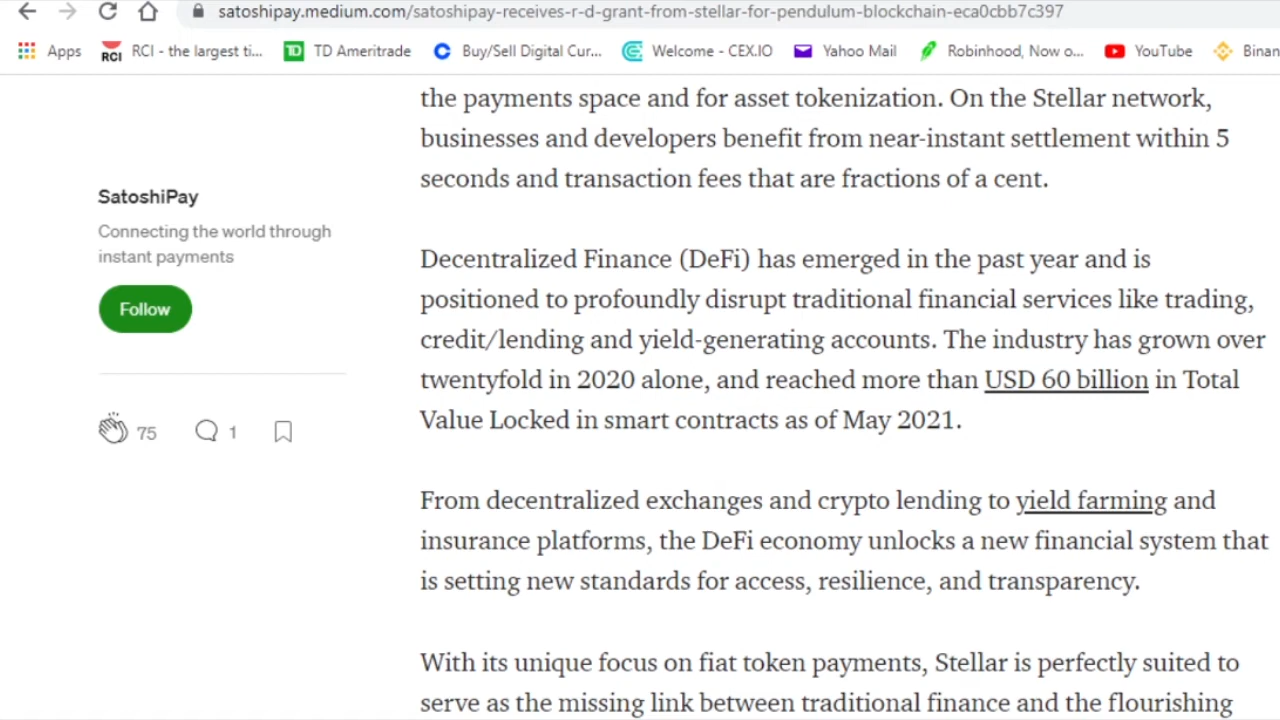 satoshipay.medium.com/satoshipay-receives-r-d-grant-from-stellar-for-pendulum-blockchain-eca0cbb7c397
Apps RCI - the largest ti... TD Ameritrade Buy/Sell Digital Cur... Welcome - CEX.IO Yahoo Mail Robinhood, Now o... YouTube Binan
RCI
TD
the payments space and for asset tokenization. On the Stellar network,
businesses and developers benefit from near-instant settlement within 5
seconds and transaction fees that are fractions of a cent.
SatoshiPay
Connecting the world through
instant payments
Follow
75 1
Decentralized Finance (DeFi) has emerged in the past year and is
positioned to profoundly disrupt traditional financial services like trading,
credit/lending and yield-generating accounts. The industry has grown over
twentyfold in 2020 alone, and reached more than USD 60 billion in Total
Value Locked in smart contracts as of May 2021.
From decentralized exchanges and crypto lending to yield farming and
insurance platforms, the DeFi economy unlocks a new financial system that
is setting new standards for access, resilience, and transparency.
With its unique focus on fiat token payments, Stellar is perfectly suited to
serve as the missing link between traditional finance and the flourishing